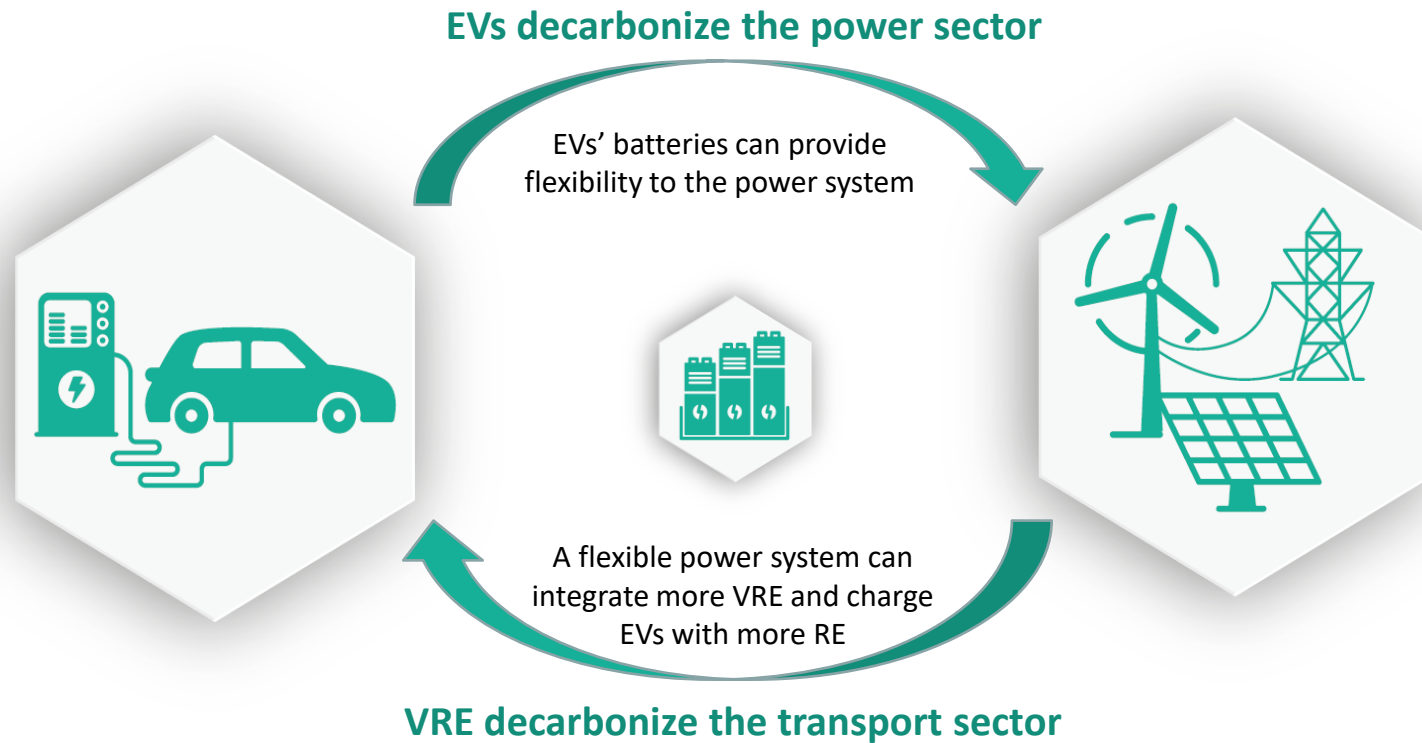 EVs decarbonize the power sector
EVs’ batteries can provide
flexibility to the power system
A flexible power system can
integrate more VRE and charge
EVs with more RE
VRE decarbonize the transport sector